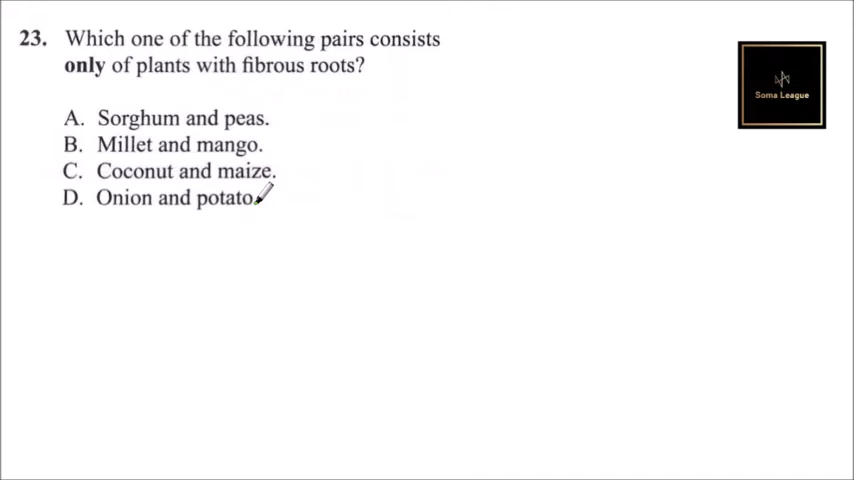 23. Which one of the following pairs consists
only of plants with fibrous roots?
A. Sorghum and peas.
B. Millet and mango.
C. Coconut and maize.
D. Onion and potato
Soma League